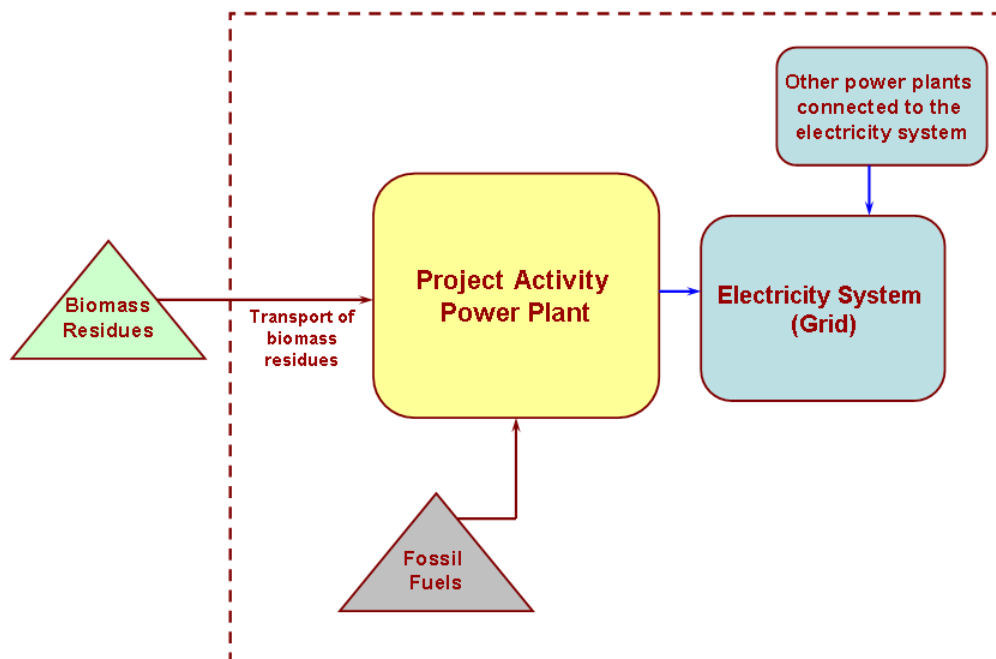 Other power plants
connected to the
electricity system
Project Activity
Power Plant
Electricity System
(Grid)
Biomass
Residues
Transport of
biomass
residues
Fossil
Fuels